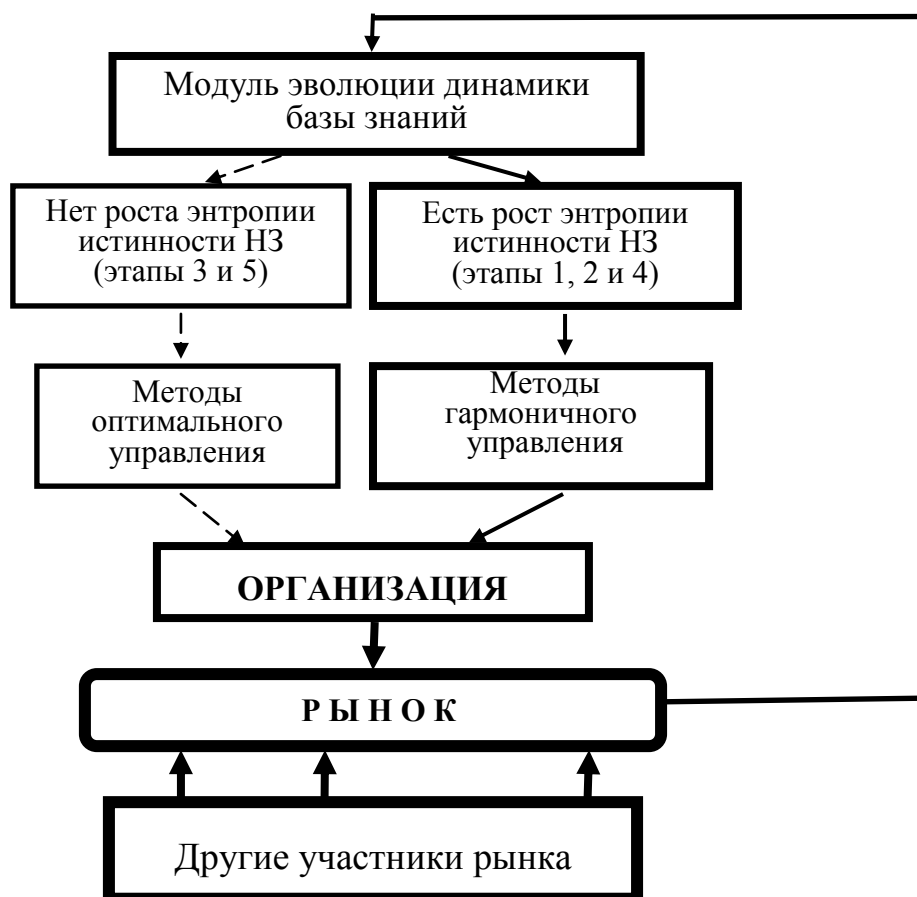 Модуль эволюции динамики
базы знаний
Нет роста энтропии
истинности НЗ
(этапы 3 и 5)
Есть рост энтропии
истинности НЗ
(этапы 1, 2 и 4)
Методы
оптимального
управления
Методы
гармоничного
управления
ОРГАНИЗАЦИЯ
Р Ы Н О К
Другие участники рынка